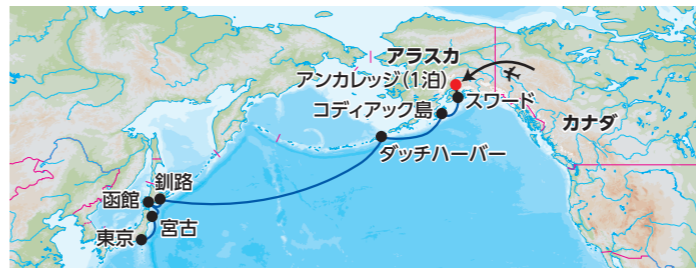 アラスカ
アンカレッジ(1泊)
スワード
コディアック島
カナダ
ダッチハーバー
釧路
函館
宮古
東京